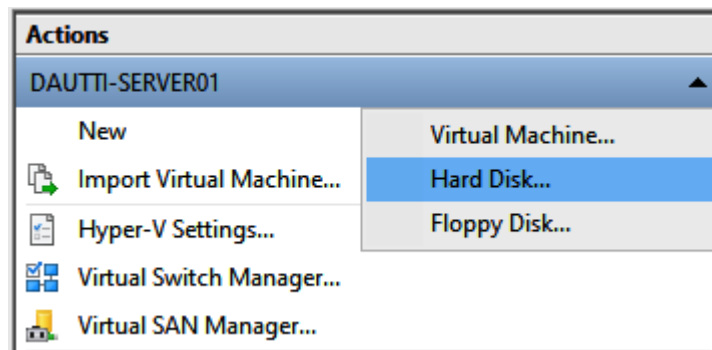 Actions
DAUTTI-SERVER01
New
Virtual Machine...
Import Virtual Machine...
Hard Disk...
Hyper-V Settings...
Floppy Disk...
Virtual Switch Manager...
Virtual SAN Manager...